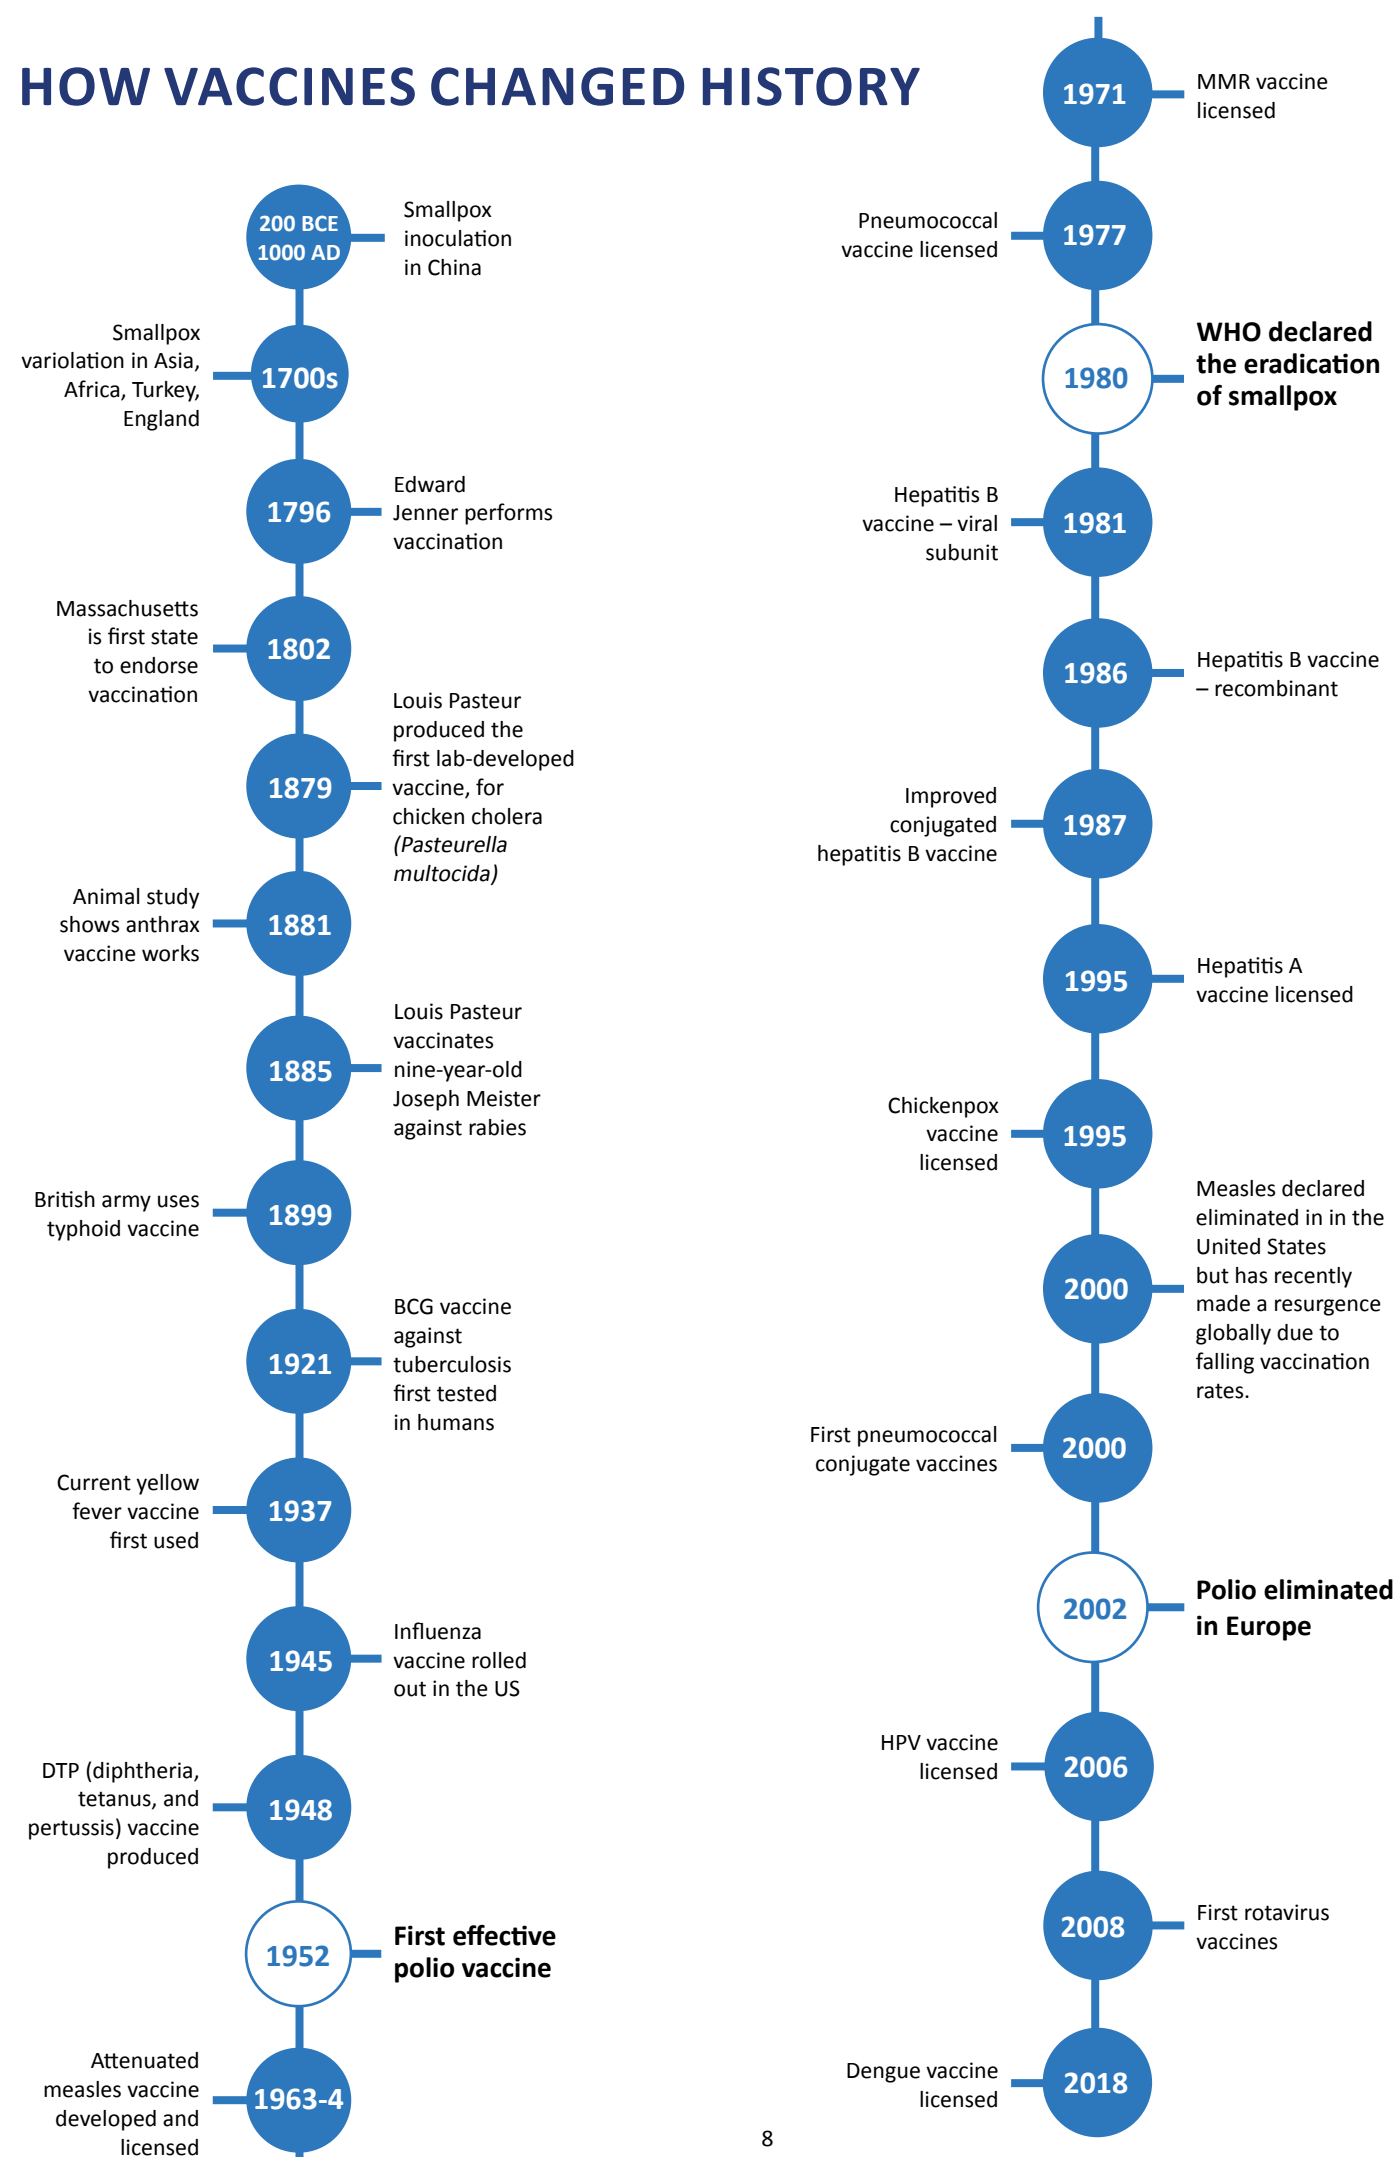 HOW VACCINES CHANGED HISTORY
200 BCE
1000 AD
Smallpox
inoculation
in China
Smallpox
variolation in Asia,
Africa, Turkey,
England
1700s
1796
Edward
Jenner performs
vaccination
Massachusetts
is first state
to endorse
vaccination
1802
1879
Louis Pasteur
produced the
first lab-developed
vaccine, for
chicken cholera
(Pasteurella
multocida)
Animal study
shows anthrax
vaccine works
1881
1885
Louis Pasteur
vaccinates
nine-year-old
Joseph Meister
against rabies
British army uses
typhoid vaccine
1899
1921
BCG vaccine
against
tuberculosis
first tested
in humans
Current yellow
fever vaccine
first used
1937
1945
Influenza
vaccine rolled
out in the US
DTP (diphtheria,
tetanus, and
pertussis) vaccine
produced
1948
1952
First effective
polio vaccine
Attenuated
measles vaccine
developed and
licensed
1963-4
1971
MMR vaccine
licensed
Pneumococcal
vaccine licensed
1977
1980
WHO declared
the eradication
of smallpox
Hepatitis B
vaccine – viral
subunit
1981
1986
Hepatitis B vaccine
– recombinant
Improved
conjugated
hepatitis B vaccine
1987
1995
Hepatitis A
vaccine licensed
Chickenpox
vaccine
licensed
1995
2000
Measles declared
eliminated in in the
United States
but has recently
made a resurgence
globally due to
falling vaccination
rates.
First pneumococcal
conjugate vaccines
2000
2002
Polio eliminated
in Europe
HPV vaccine
licensed
2006
2008
First rotavirus
vaccines
Dengue vaccine
licensed
2018
8